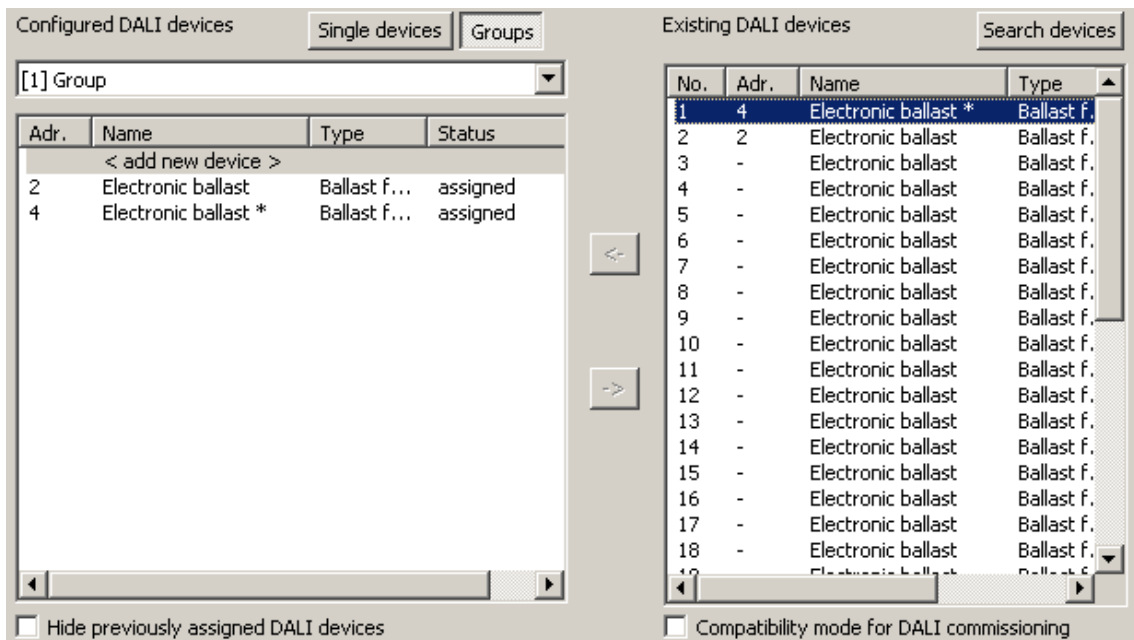 Configured DALI devices Single devices Groups
[1] Group
Adr. Name Type Status
< add new device >
2 Electronic ballast Ballast f... assigned
4 Electronic ballast * Ballast f... assigned
Hide previously assigned DALI devices
<-
->
Existing DALI devices Search devices
No. Adr. Name Type
1 4 Electronic ballast * Ballast f.
2 2 Electronic ballast Ballast f.
3 - Electronic ballast Ballast f.
4 - Electronic ballast Ballast f.
5 - Electronic ballast Ballast f.
6 - Electronic ballast Ballast f.
7 - Electronic ballast Ballast f.
8 - Electronic ballast Ballast f.
9 - Electronic ballast Ballast f.
10 - Electronic ballast Ballast f.
11 - Electronic ballast Ballast f.
12 - Electronic ballast Ballast f.
13 - Electronic ballast Ballast f.
14 - Electronic ballast Ballast f.
15 - Electronic ballast Ballast f.
16 - Electronic ballast Ballast f.
17 - Electronic ballast Ballast f.
18 - Electronic ballast Ballast f.
Compatibility mode for DALI commissioning